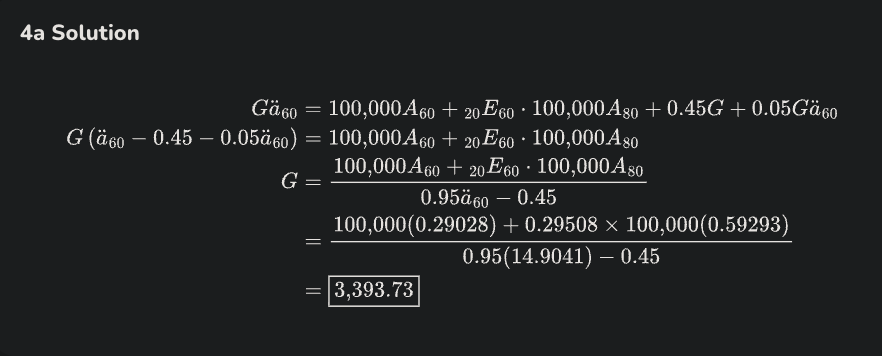 4a Solution
Gä₆₀ = 100,000A₆₀ + ₂₀E₆₀ · 100,000A₈₀ + 0.45G + 0.05Gä₆₀
G (ä₆₀ − 0.45 − 0.05ä₆₀) = 100,000A₆₀ + ₂₀E₆₀ · 100,000A₈₀
G = \frac{100,000A₆₀ + ₂₀E₆₀ · 100,000A₈₀}{0.95ä₆₀ − 0.45}
= \frac{100,000(0.29028) + 0.29508 × 100,000(0.59293)}{0.95(14.9041) − 0.45}
= 3,393.73